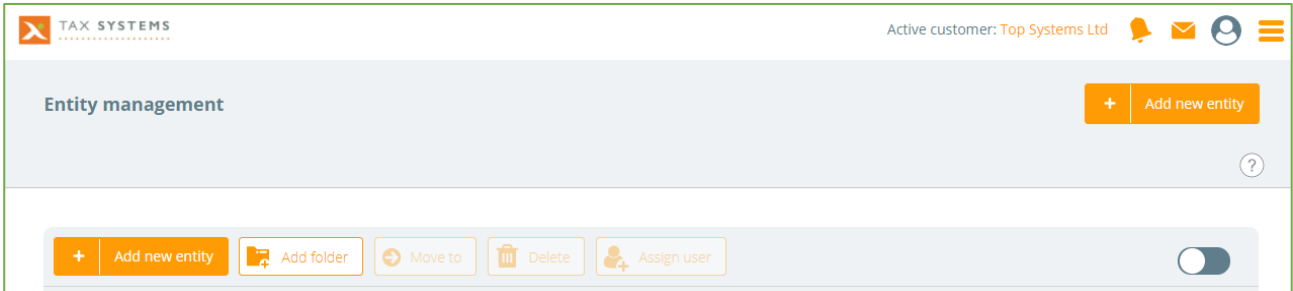 TAX SYSTEMS
Active customer: Top Systems Ltd
Entity management
+ Add new entity
?
+ Add new entity
Add folder
Move to
Delete
Assign user